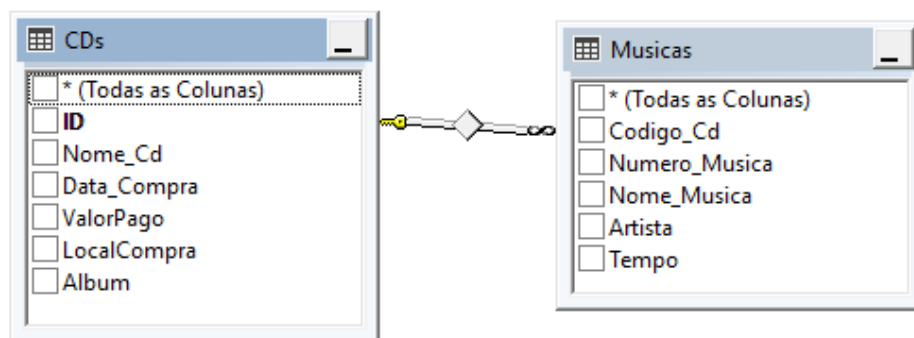 CDs
* (Todas as Colunas)
ID
Nome_Cd
Data_Compra
ValorPago
LocalCompra
Album
Musicas
* (Todas as Colunas)
Codigo_Cd
Numero_Musica
Nome_Musica
Artista
Tempo